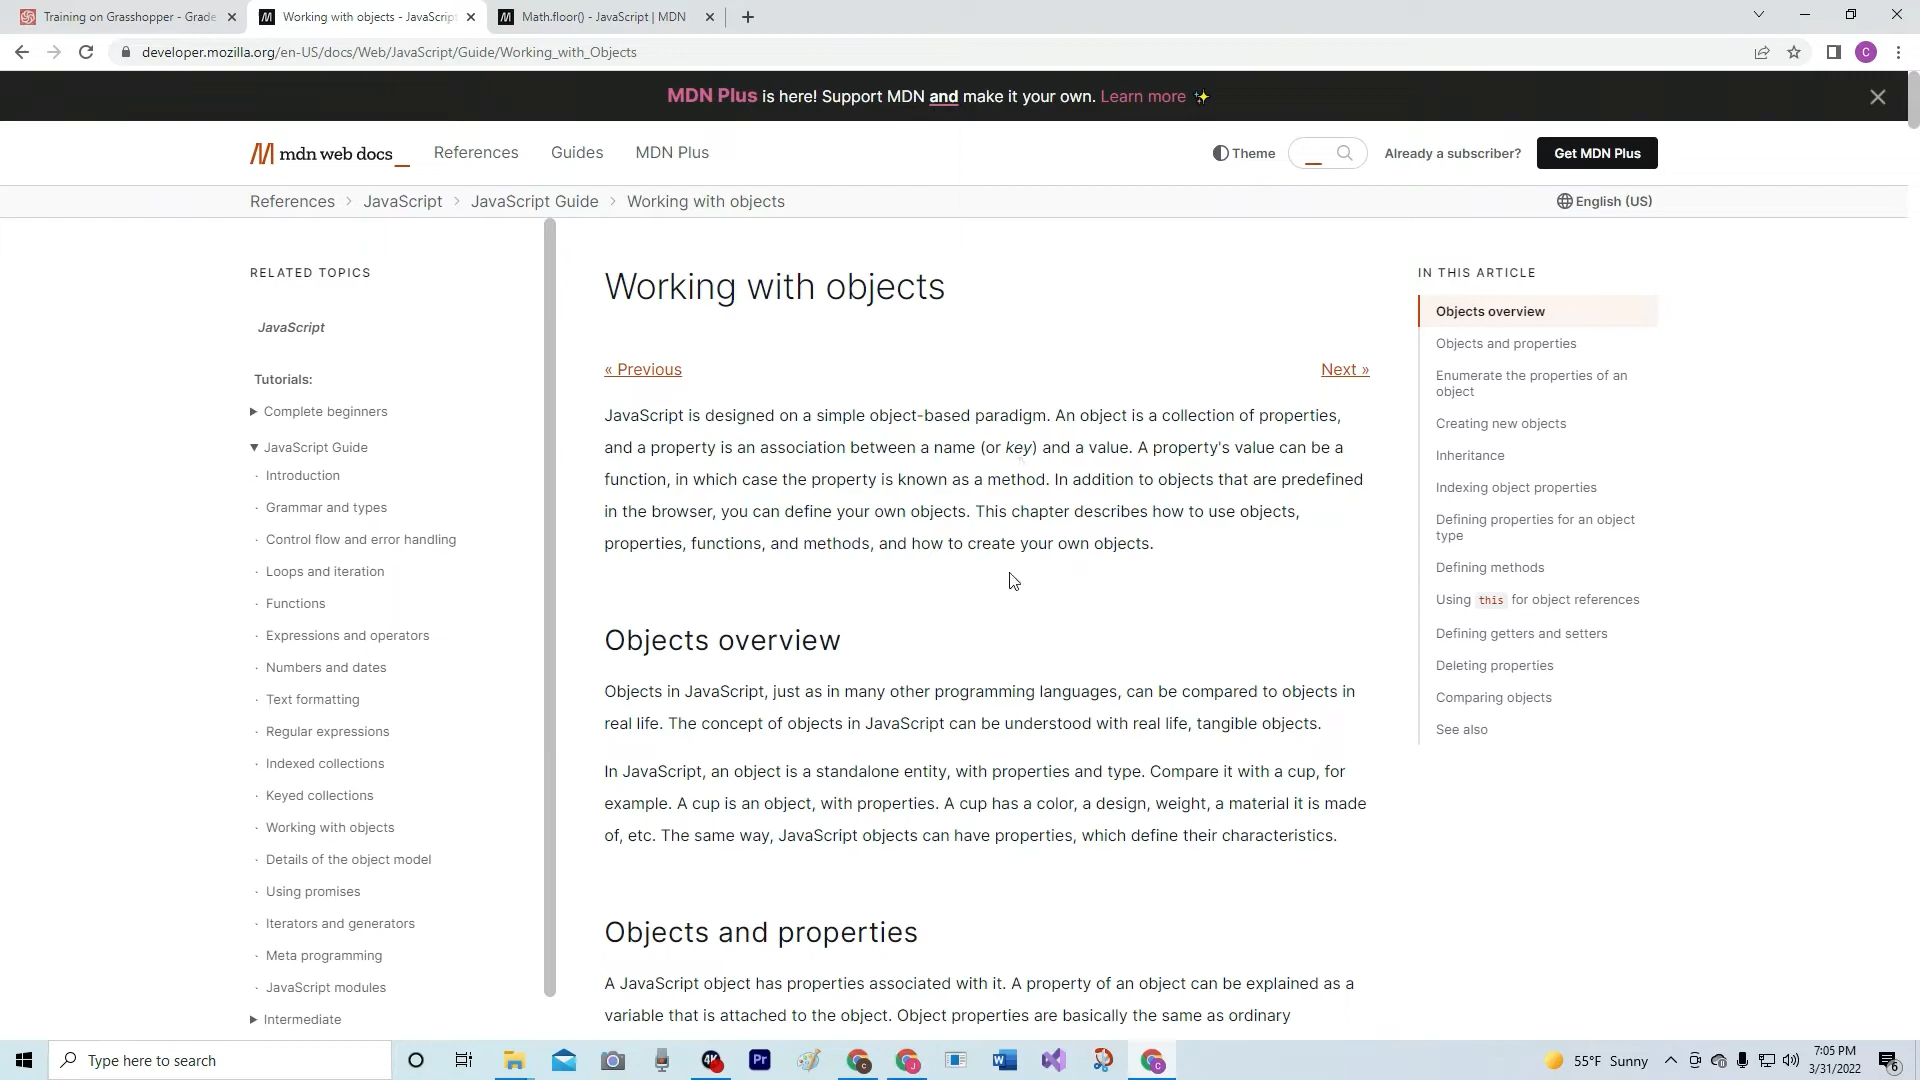 Training on Grasshopper - Grade
Working with objects - JavaScript
Math.floor() - JavaScript | MDN
developer.mozilla.org/en-US/docs/Web/JavaScript/Guide/Working_with_Objects
C
MDN Plus is here! Support MDN and make it your own. Learn more ✨
mdn web docs_
References
Guides
MDN Plus
Theme
Already a subscriber?
Get MDN Plus
References > JavaScript > JavaScript Guide > Working with objects
English (US)
RELATED TOPICS
JavaScript
Tutorials:
▶ Complete beginners
▼ JavaScript Guide
· Introduction
· Grammar and types
· Control flow and error handling
· Loops and iteration
· Functions
· Expressions and operators
· Numbers and dates
· Text formatting
· Regular expressions
· Indexed collections
· Keyed collections
· Working with objects
· Details of the object model
· Using promises
· Iterators and generators
· Meta programming
· JavaScript modules
▶ Intermediate
Working with objects
« Previous
Next »
JavaScript is designed on a simple object-based paradigm. An object is a collection of properties,
and a property is an association between a name (or key) and a value. A property's value can be a
function, in which case the property is known as a method. In addition to objects that are predefined
in the browser, you can define your own objects. This chapter describes how to use objects,
properties, functions, and methods, and how to create your own objects.
Objects overview
Objects in JavaScript, just as in many other programming languages, can be compared to objects in
real life. The concept of objects in JavaScript can be understood with real life, tangible objects.
In JavaScript, an object is a standalone entity, with properties and type. Compare it with a cup, for
example. A cup is an object, with properties. A cup has a color, a design, weight, a material it is made
of, etc. The same way, JavaScript objects can have properties, which define their characteristics.
Objects and properties
A JavaScript object has properties associated with it. A property of an object can be explained as a
variable that is attached to the object. Object properties are basically the same as ordinary
IN THIS ARTICLE
Objects overview
Objects and properties
Enumerate the properties of an
object
Creating new objects
Inheritance
Indexing object properties
Defining properties for an object
type
Defining methods
Using this for object references
Defining getters and setters
Deleting properties
Comparing objects
See also
Type here to search
4K
Pr
55°F Sunny
7:05 PM
3/31/2022
6